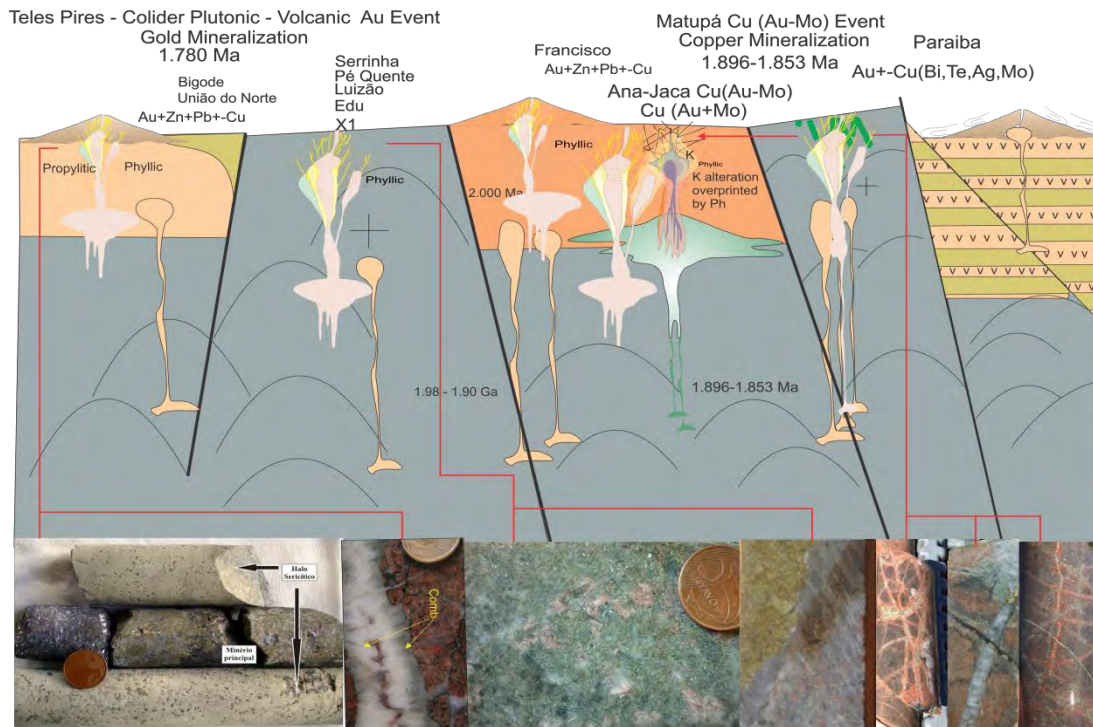 Teles Pires - Colider Plutonic - Volcanic Au Event
Gold Mineralization
1.780 Ma
Matupá Cu (Au-Mo) Event
Copper Mineralization
1.896-1.853 Ma
Bigode
União do Norte
Au+Zn+Pb+-Cu
Serrinha
Pé Quente
Luizão
Edu
X1
Francisco
Au+Zn+Pb+-Cu
Ana-Jaca Cu(Au-Mo)
Cu (Au+Mo)
Paraiba
Au+-Cu(Bi,Te,Ag,Mo)
Propylitic
Phyllic
Phyllic
Phyllic
2.000 Ma
K
Phyllic
K alteration
overprinted
by Ph
V V V V V V V
V V V V V V
V V V V V
V V V V
V V V
1.98 - 1.90 Ga
1.896-1.853 Ma
Halo
Sericítico
Minério
principal
Comb
CENTAVOS